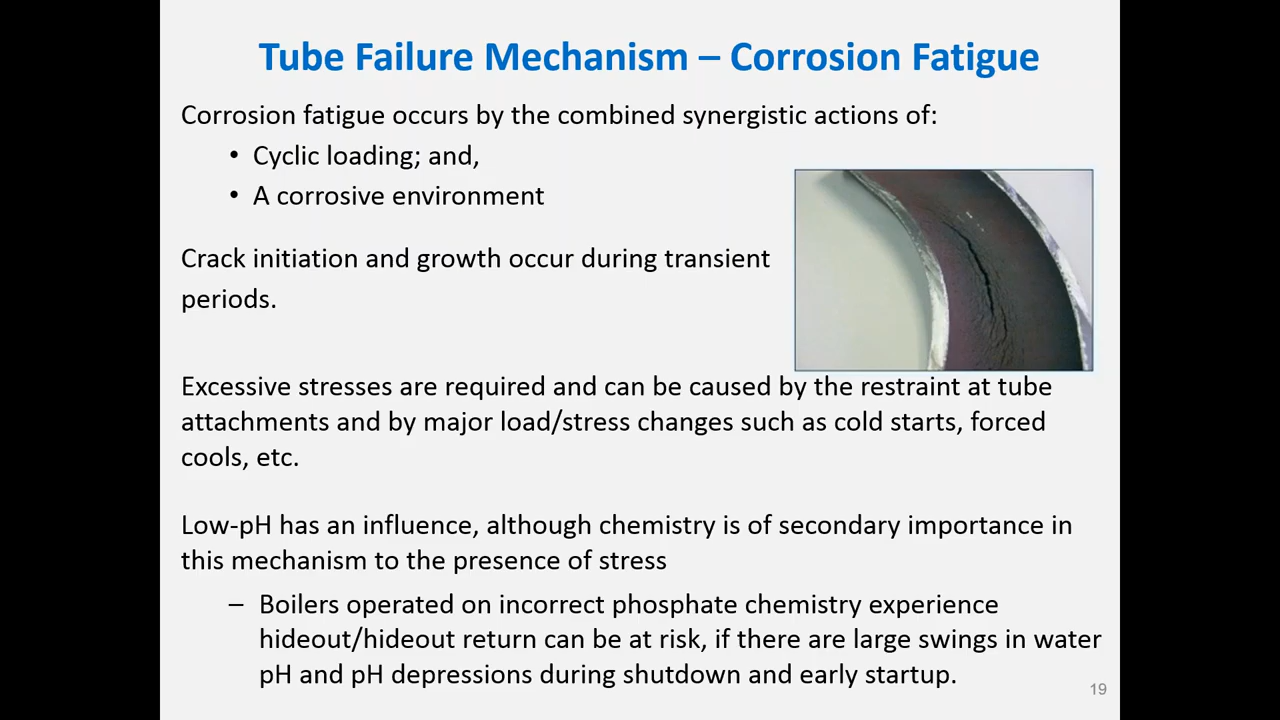 Tube Failure Mechanism – Corrosion Fatigue
Corrosion fatigue occurs by the combined synergistic actions of:
• Cyclic loading; and,
• A corrosive environment
Crack initiation and growth occur during transient
periods.
Excessive stresses are required and can be caused by the restraint at tube
attachments and by major load/stress changes such as cold starts, forced
cools, etc.
Low-pH has an influence, although chemistry is of secondary importance in
this mechanism to the presence of stress
– Boilers operated on incorrect phosphate chemistry experience
hideout/hideout return can be at risk, if there are large swings in water
pH and pH depressions during shutdown and early startup.
19